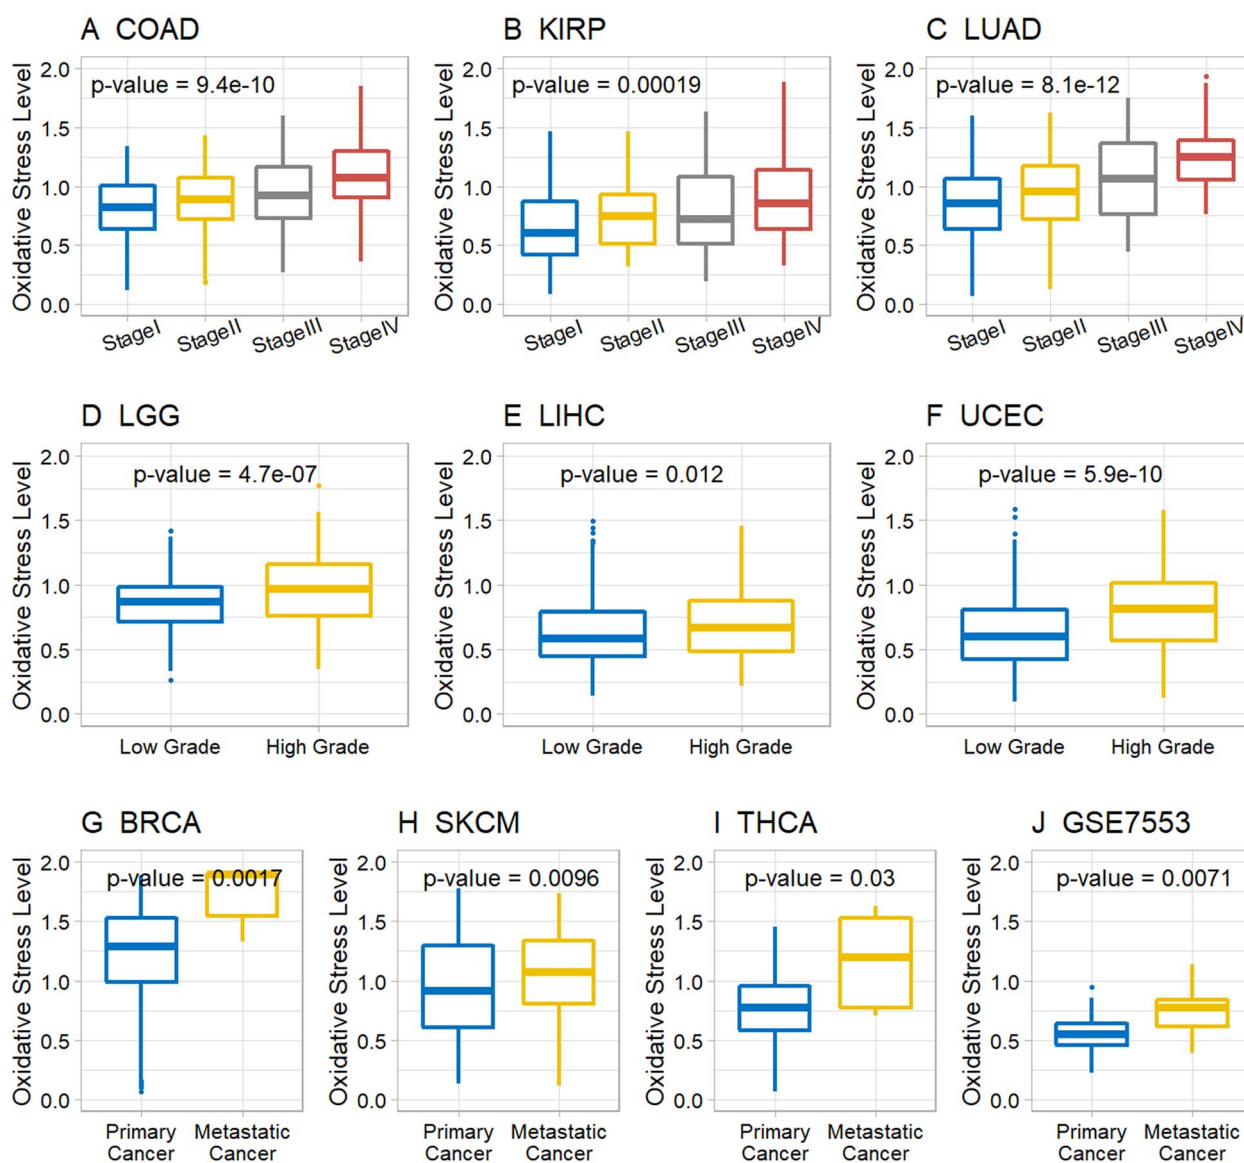 A COAD
B KIRP
C LUAD
Oxidative Stress Level
2.0
1.5
1.0
0.5
0.0
p-value = 9.4e-10
StageI
StageII
StageIII
StageIV
Oxidative Stress Level
2.0
1.5
1.0
0.5
0.0
p-value = 0.00019
StageI
StageII
StageIII
StageIV
Oxidative Stress Level
2.0
1.5
1.0
0.5
0.0
p-value = 8.1e-12
StageI
StageII
StageIII
StageIV
D LGG
E LIHC
F UCEC
Oxidative Stress Level
2.0
1.5
1.0
0.5
0.0
p-value = 4.7e-07
Low Grade
High Grade
Oxidative Stress Level
2.0
1.5
1.0
0.5
0.0
p-value = 0.012
Low Grade
High Grade
Oxidative Stress Level
2.0
1.5
1.0
0.5
0.0
p-value = 5.9e-10
Low Grade
High Grade
G BRCA
H SKCM
I THCA
J GSE7553
Oxidative Stress Level
2.0
1.5
1.0
0.5
0.0
p-value = 0.0017
Primary
Cancer
Metastatic
Cancer
Oxidative Stress Level
2.0
1.5
1.0
0.5
0.0
p-value = 0.0096
Primary
Cancer
Metastatic
Cancer
Oxidative Stress Level
2.0
1.5
1.0
0.5
0.0
p-value = 0.03
Primary
Cancer
Metastatic
Cancer
Oxidative Stress Level
2.0
1.5
1.0
0.5
0.0
p-value = 0.0071
Primary
Cancer
Metastatic
Cancer